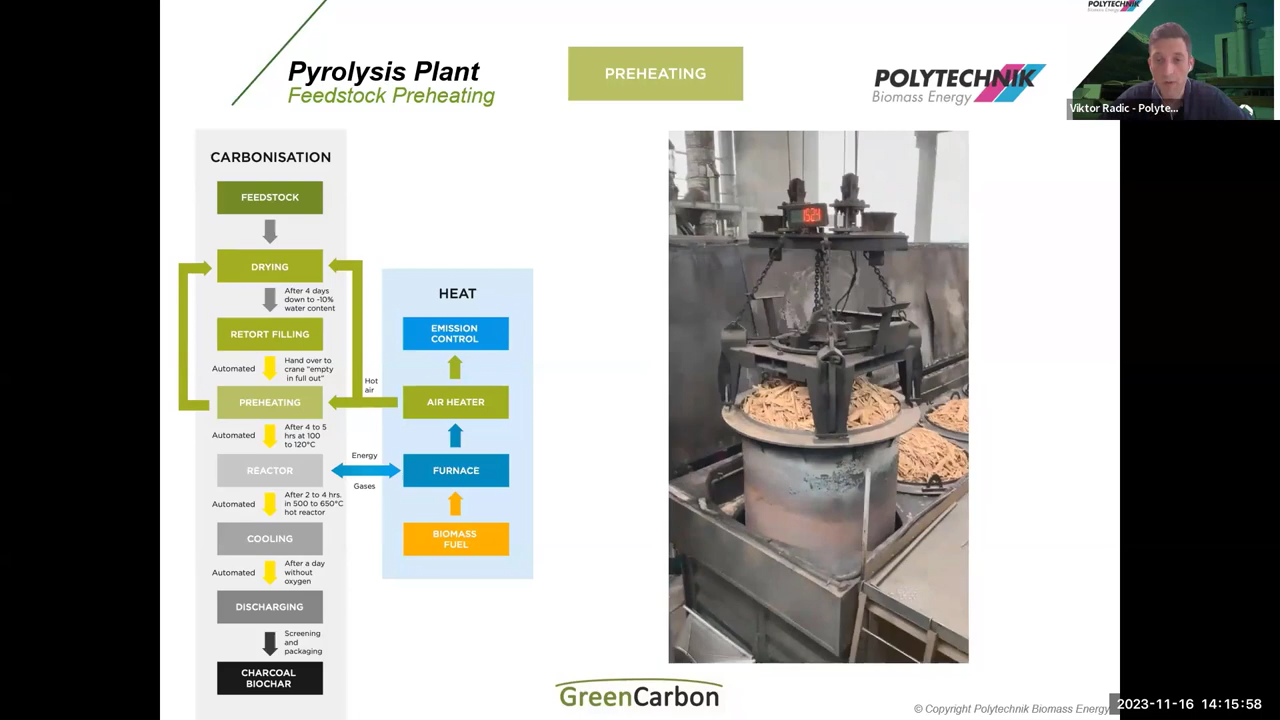 Pyrolysis Plant
Feedstock Preheating
PREHEATING
POLYTECHNIK
Biomass Energy
POLYTECHNIK
Biomass Energy
Viktor Radic - Polyte...
CARBONISATION
FEEDSTOCK
DRYING
After 4 days
down to ~10%
water content
RETORT FILLING
Automated
Hand over to
crane "empty
in full out"
PREHEATING
Automated
After 4 to 5
hrs at 100
to 120°C
REACTOR
Automated
After 2 to 4 hrs.
in 500 to 650°C
hot reactor
COOLING
Automated
After a day
without
oxygen
DISCHARGING
Screening
and
packaging
CHARCOAL
BIOCHAR
Hot
air
Energy
Gases
HEAT
EMISSION
CONTROL
AIR HEATER
FURNACE
BIOMASS
FUEL
GreenCarbon
© Copyright Polytechnik Biomass Energy
2023-11-16 14:15:58